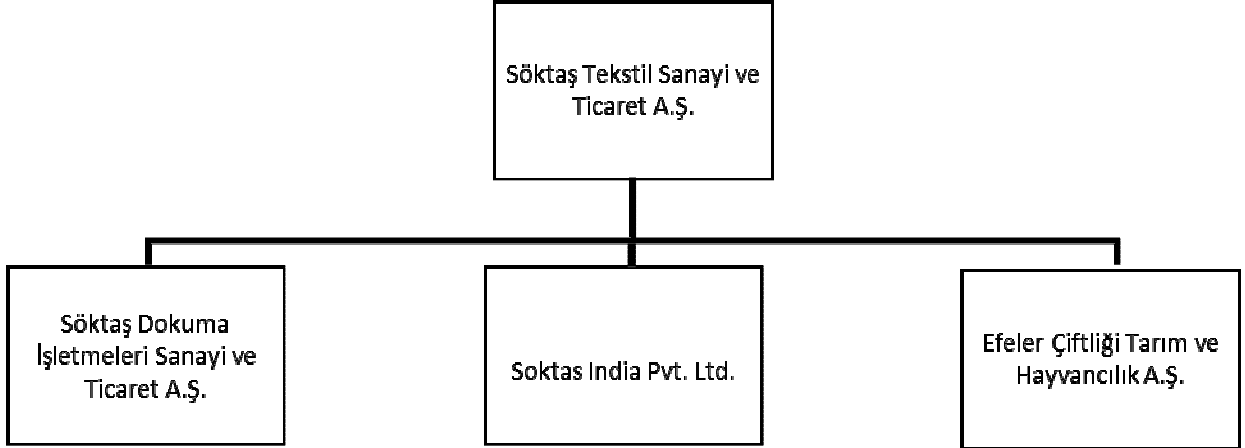 Söktaş Tekstil Sanayi ve
Ticaret A.Ş.
Söktaş Dokuma
İşletmeleri Sanayi ve
Ticaret A.Ş.
Soktas India Pvt. Ltd.
Efeler Çiftliği Tarım ve
Hayvancılık A.Ş.